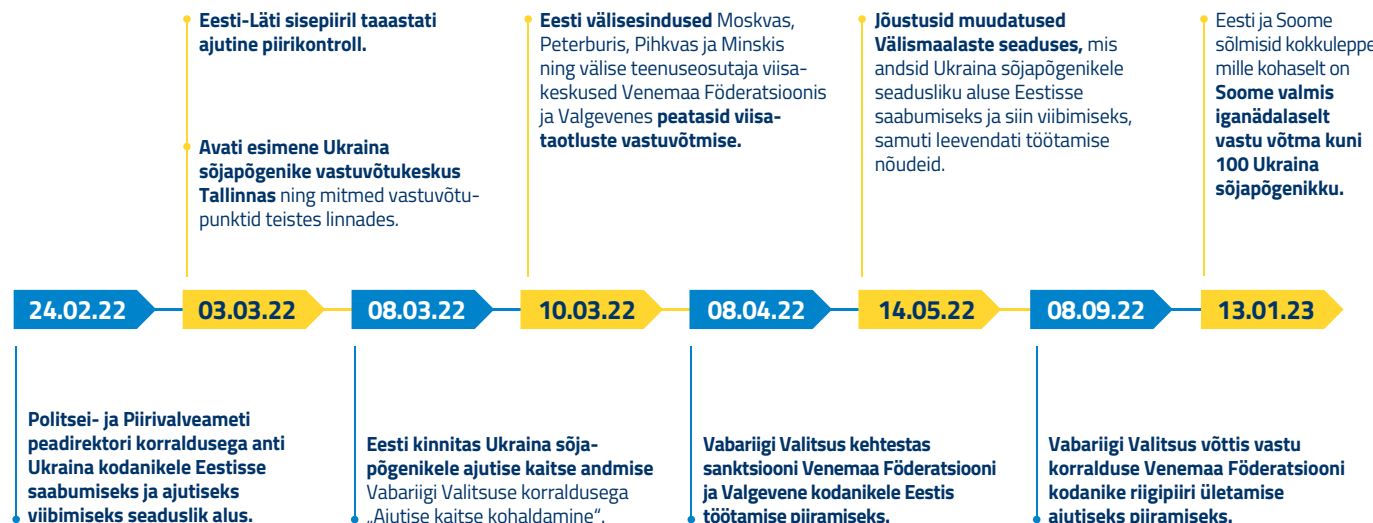 Eesti-Läti sisepiiril taaastati
ajutine piirikontroll.
Avati esimene Ukraina
sõjapõgenike vastuvõtukeskus
Tallinnas ning mitmed vastuvõtu-
punktid teistes linnades.
Eesti välisesindused Moskvas,
Peterburis, Pihkvas ja Minskis
ning välise teenuseosutaja viisa-
keskused Venemaa Föderatsioonis
ja Valgevenes peatasid viisa-
taotluste vastuvõtmise.
Jõustusid muudatused
Välismaalaste seaduses, mis
andsid Ukraina sõjapõgenikele
seadusliku aluse Eestisse
saabumiseks ja siin viibimiseks,
samuti leevendati töötamise
nõudeid.
Eesti ja Soome
sõlmisid kokkuleppe
mille kohaselt on
Soome valmis
iganädalaselt
vastu võtma kuni
100 Ukraina
sõjapõgenikku.
24.02.22
03.03.22
08.03.22
10.03.22
08.04.22
14.05.22
08.09.22
13.01.23
Politsei- ja Piirivalveameti
peadirektori korraldusega anti
Ukraina kodanikele Eestisse
saabumiseks ja ajutiseks
viibimiseks seaduslik alus.
Eesti kinnitas Ukraina sõja-
põgenikele ajutise kaitse andmise
Vabariigi Valitsuse korraldusega
„Ajutise kaitse kohaldamine“.
Vabariigi Valitsus kehtestas
sanktsiooni Venemaa Föderatsiooni
ja Valgevene kodanikele Eestis
töötamise piiramiseks.
Vabariigi Valitsus võttis vastu
korralduse Venemaa Föderatsiooni
kodanike riigipiiri ületamise
ajutiseks piiramiseks.